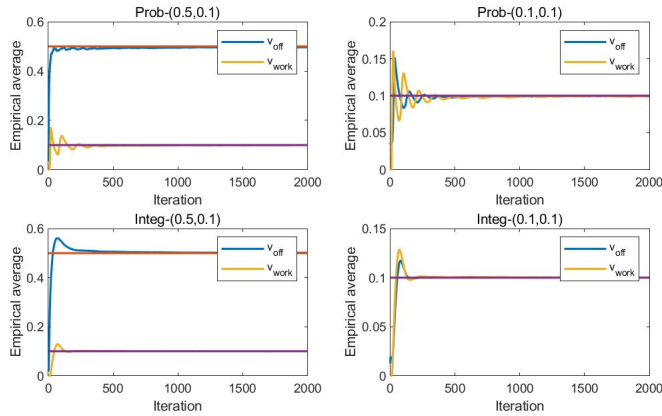 Prob-(0.5,0.1)
Empirical average
0.6
0.4
0.2
0
v_off
v_work
0 500 1000 1500 2000
Iteration
Prob-(0.1,0.1)
Empirical average
0.2
0.15
0.1
0.05
0
v_off
v_work
0 500 1000 1500 2000
Iteration
Integ-(0.5,0.1)
Empirical average
0.6
0.4
0.2
0
v_off
v_work
0 500 1000 1500 2000
Iteration
Integ-(0.1,0.1)
Empirical average
0.15
0.1
0.05
0
v_off
v_work
0 500 1000 1500 2000
Iteration